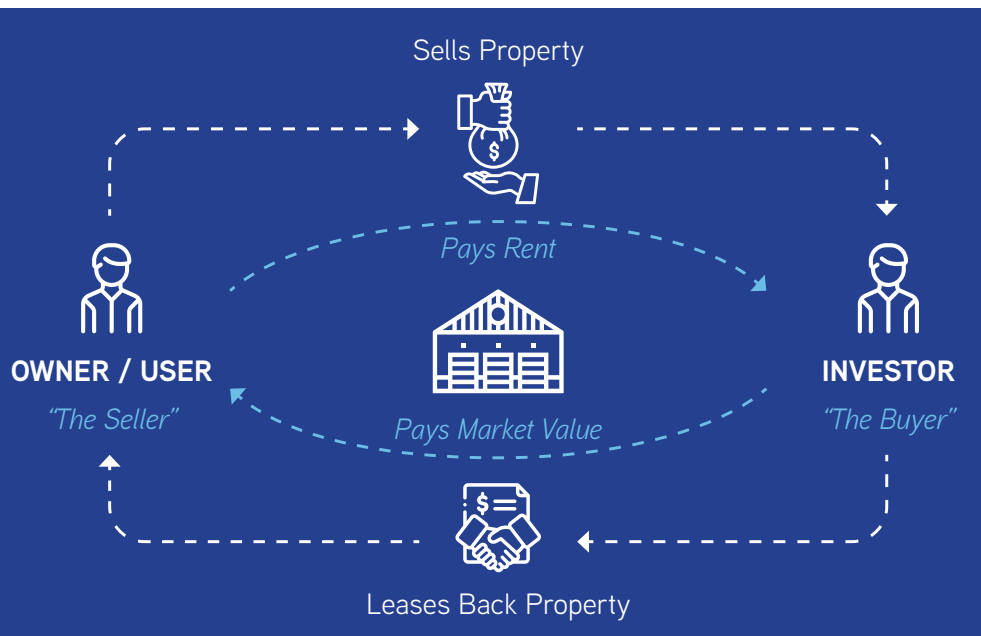 Sells Property
Pays Rent
OWNER / USER
"The Seller"
INVESTOR
"The Buyer"
Pays Market Value
$
$
Leases Back Property